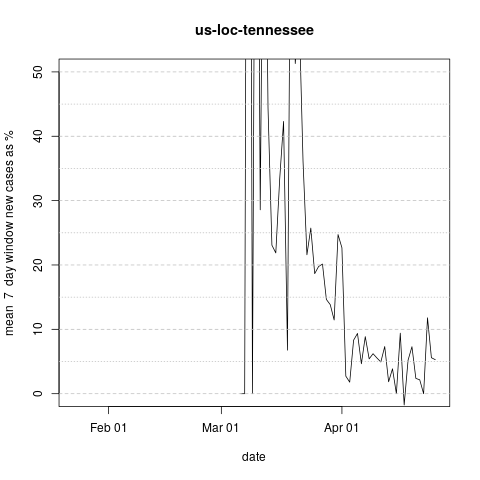 us-loc-tennessee
mean 7 day window new cases as %
50
40
30
20
10
0
Feb 01
Mar 01
Apr 01
date